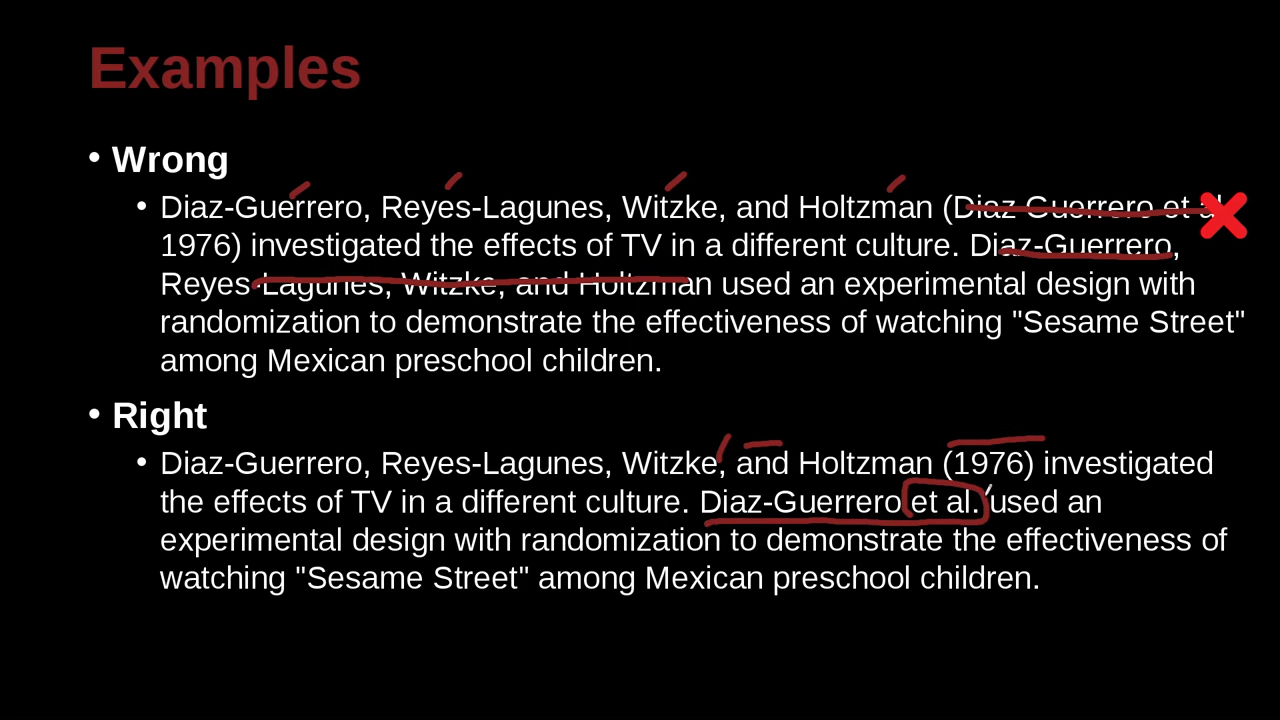 Examples
• Wrong
• Diaz-Guerrero, Reyes-Lagunes, Witzke, and Holtzman (Diaz Guerrero et al
1976) investigated the effects of TV in a different culture. Diaz-Guerrero,
Reyes-Lagunes, Witzke, and Holtzman used an experimental design with
randomization to demonstrate the effectiveness of watching "Sesame Street"
among Mexican preschool children.
• Right
• Diaz-Guerrero, Reyes-Lagunes, Witzke, and Holtzman (1976) investigated
the effects of TV in a different culture. Diaz-Guerrero et al. used an
experimental design with randomization to demonstrate the effectiveness of
watching "Sesame Street" among Mexican preschool children.